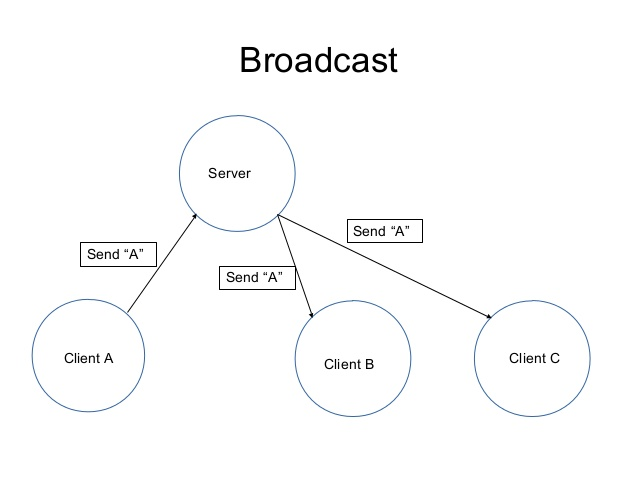 Broadcast
Server
Send “A”
Send “A”
Send “A”
Client A
Client B
Client C